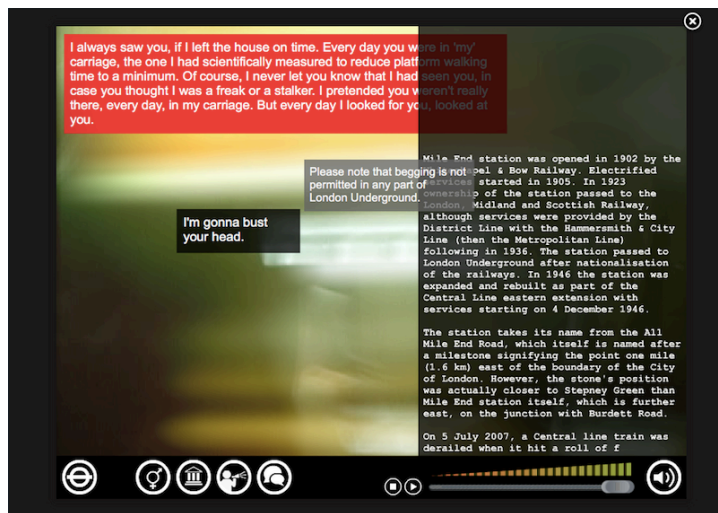 I always saw you, if I left the house on time. Every day you were in 'my'
carriage, the one I had scientifically measured to reduce platform walking
time to a minimum. Of course, I never let you know that I had seen you, in
case you thought I was a freak or a stalker. I pretended you weren't really
there, every day, in my carriage. But every day I looked for you, looked at
you.
Please note that begging is not
permitted in any part of
London Underground.
I'm gonna bust
your head.
Mile End station was opened in 1902 by the
& Bow Railway. Electrified
services started in 1905. In 1923
ownership of the station passed to the
London, Midland and Scottish Railway,
although services were provided by the
District Line with the Hammersmith & City
Line (then the Metropolitan Line)
following in 1936. The station passed to
London Underground after nationalisation
of the railways. In 1946 the station was
expanded and rebuilt as part of the
Central Line eastern extension with
services starting on 4 December 1946.
The station takes its name from the All
Mile End Road, which itself is named after
a milestone signifying the point one mile
(1.6 km) east of the boundary of the City
of London. However, the stone's position
was actually closer to Stepney Green than
Mile End station itself, which is further
east, on the junction with Burdett Road.
On 5 July 2007, a Central line train was
derailed when it hit a roll of f